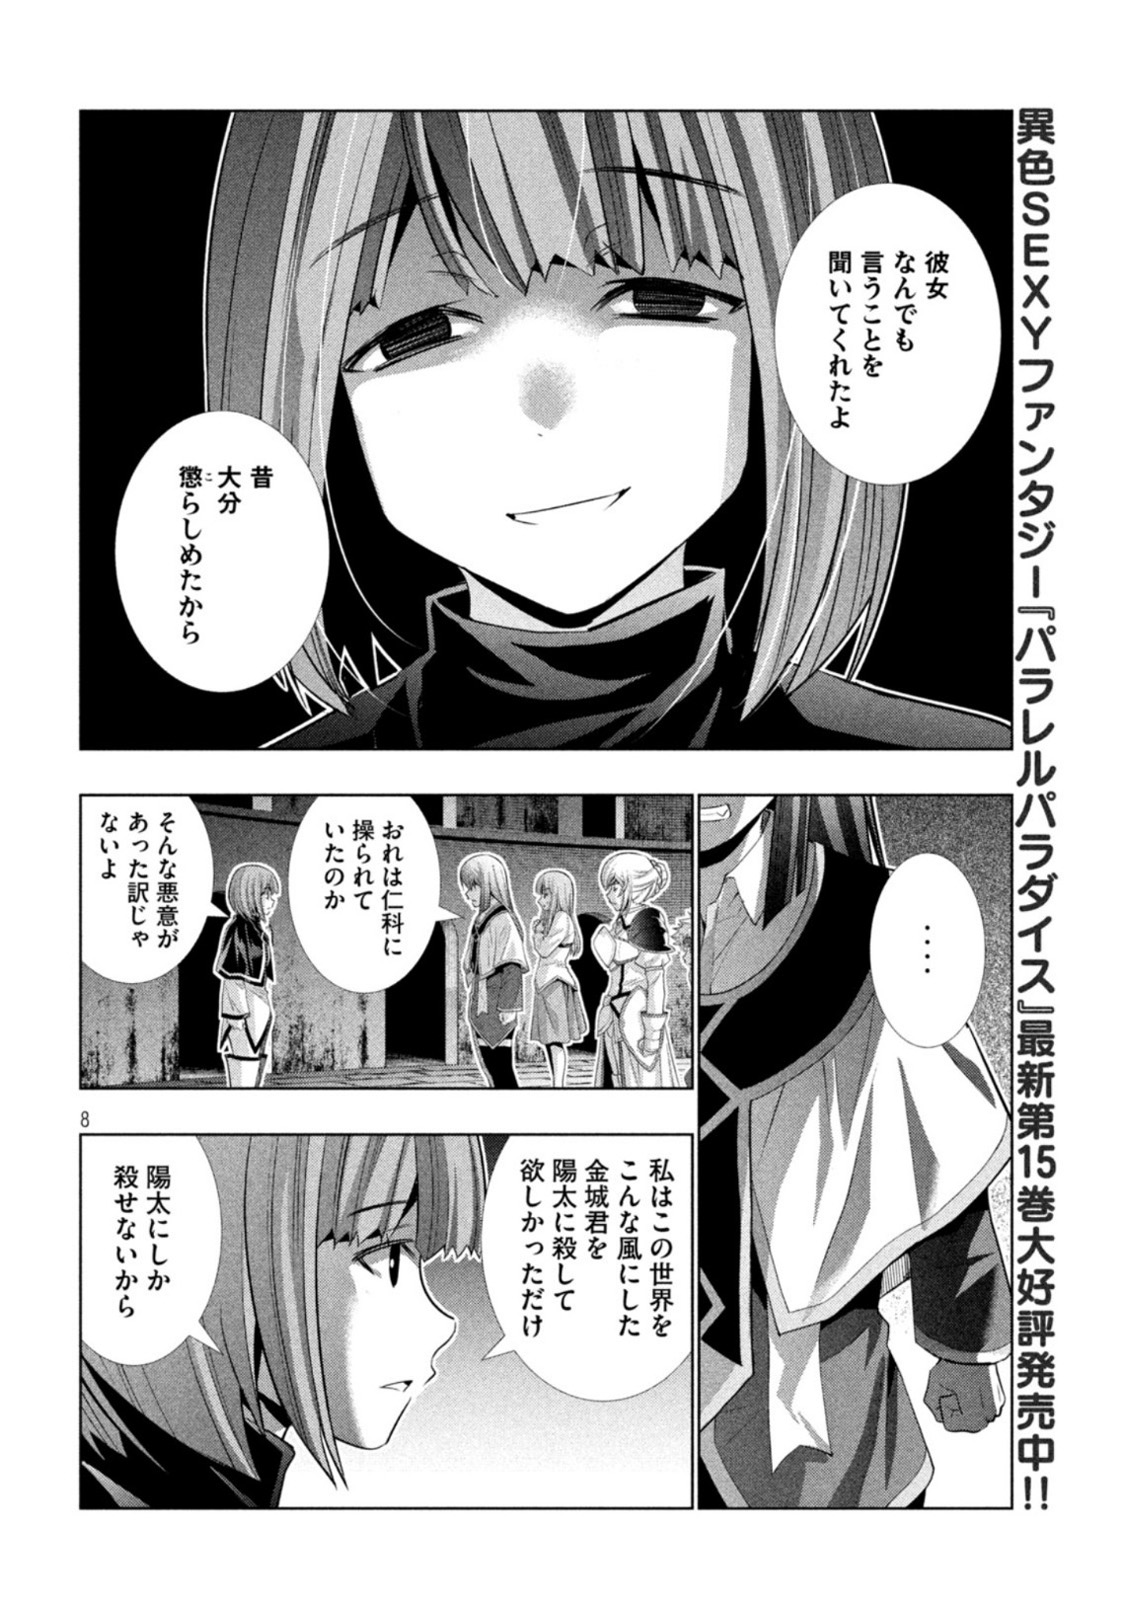 異色SEXYファンタジー『パラレルパラダイス』最新第15巻大好評発売中!!
彼女
なんでも
言うことを
聞いてくれたよ
昔
大分
懲らしめたから
こ
‥‥
おれは仁科に
操られて
いたのか
そんな悪意が
あった訳じゃ
ないよ
私はこの世界を
こんな風にした
金城君を
陽太に殺して
欲しかっただけ
陽太にしか
殺せないから
8